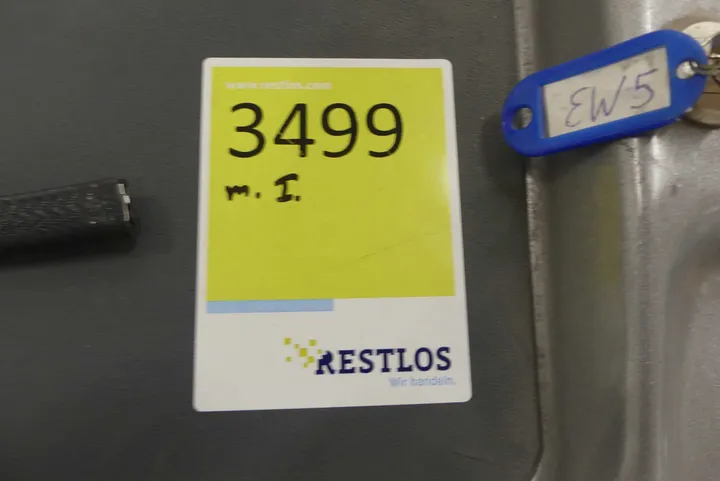 www.restlos.com
3499
m. I.
RESTLOS
Wir handeln.
EW5